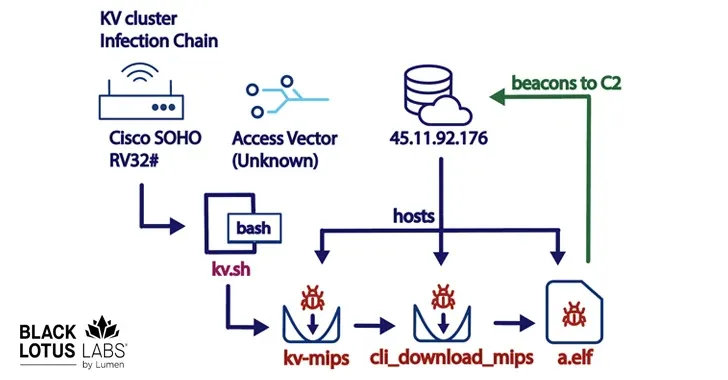 KV cluster
Infection Chain
Cisco SOHO
RV32#
Access Vector
(Unknown)
45.11.92.176
beacons to C2
bash
kv.sh
hosts
kv-mips
cli_download_mips
a.elf
BLACK
LOTUS LABS®
by Lumen